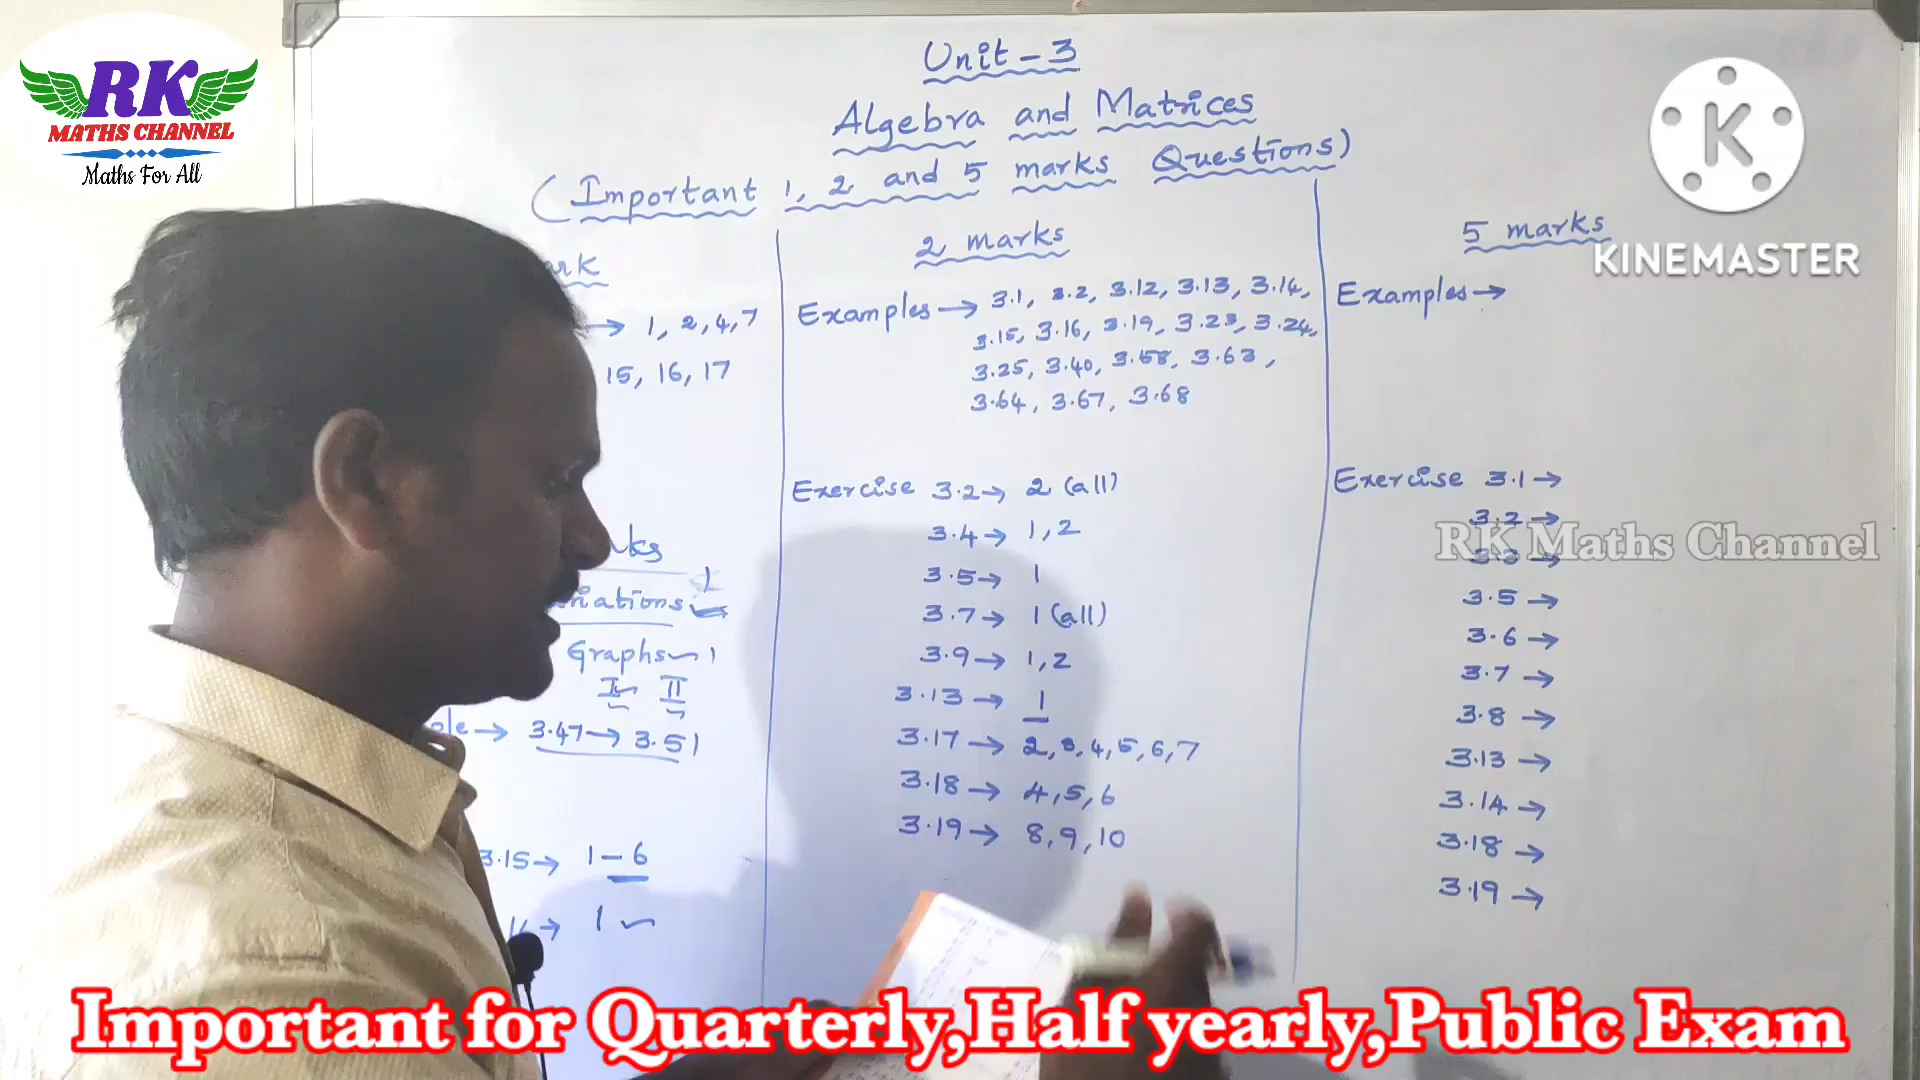 RK
MATHS CHANNEL
Maths For All
Unit-3
Algebra and Matrices
(Important 1, 2 and 5 marks Questions)
→ 1, 2, 4, 7
15, 16, 17
Graphs 1
I II
→ 3.47 → 3.51
3.15 → 1-6
→ 1
2 marks
Examples → 3.1, 3.2, 3.12, 3.13, 3.14,
3.15, 3.16, 3.19, 3.23, 3.24,
3.25, 3.40, 3.58, 3.63,
3.64, 3.67, 3.68
Exercise 3.2 → 2 (all)
3.4 → 1, 2
3.5 → 1
3.7 → 1 (all)
3.9 → 1, 2
3.13 → 1
3.17 → 2, 3, 4, 5, 6, 7
3.18 → 4, 5, 6
3.19 → 8, 9, 10
5 marks
Examples →
Exercise 3.1 →
3.2 →
3.3 →
3.5 →
3.6 →
3.7 →
3.8 →
3.13 →
3.14 →
3.18 →
3.19 →
K
KINEMASTER
RK Maths Channel
Important for Quarterly,Half yearly,Public Exam